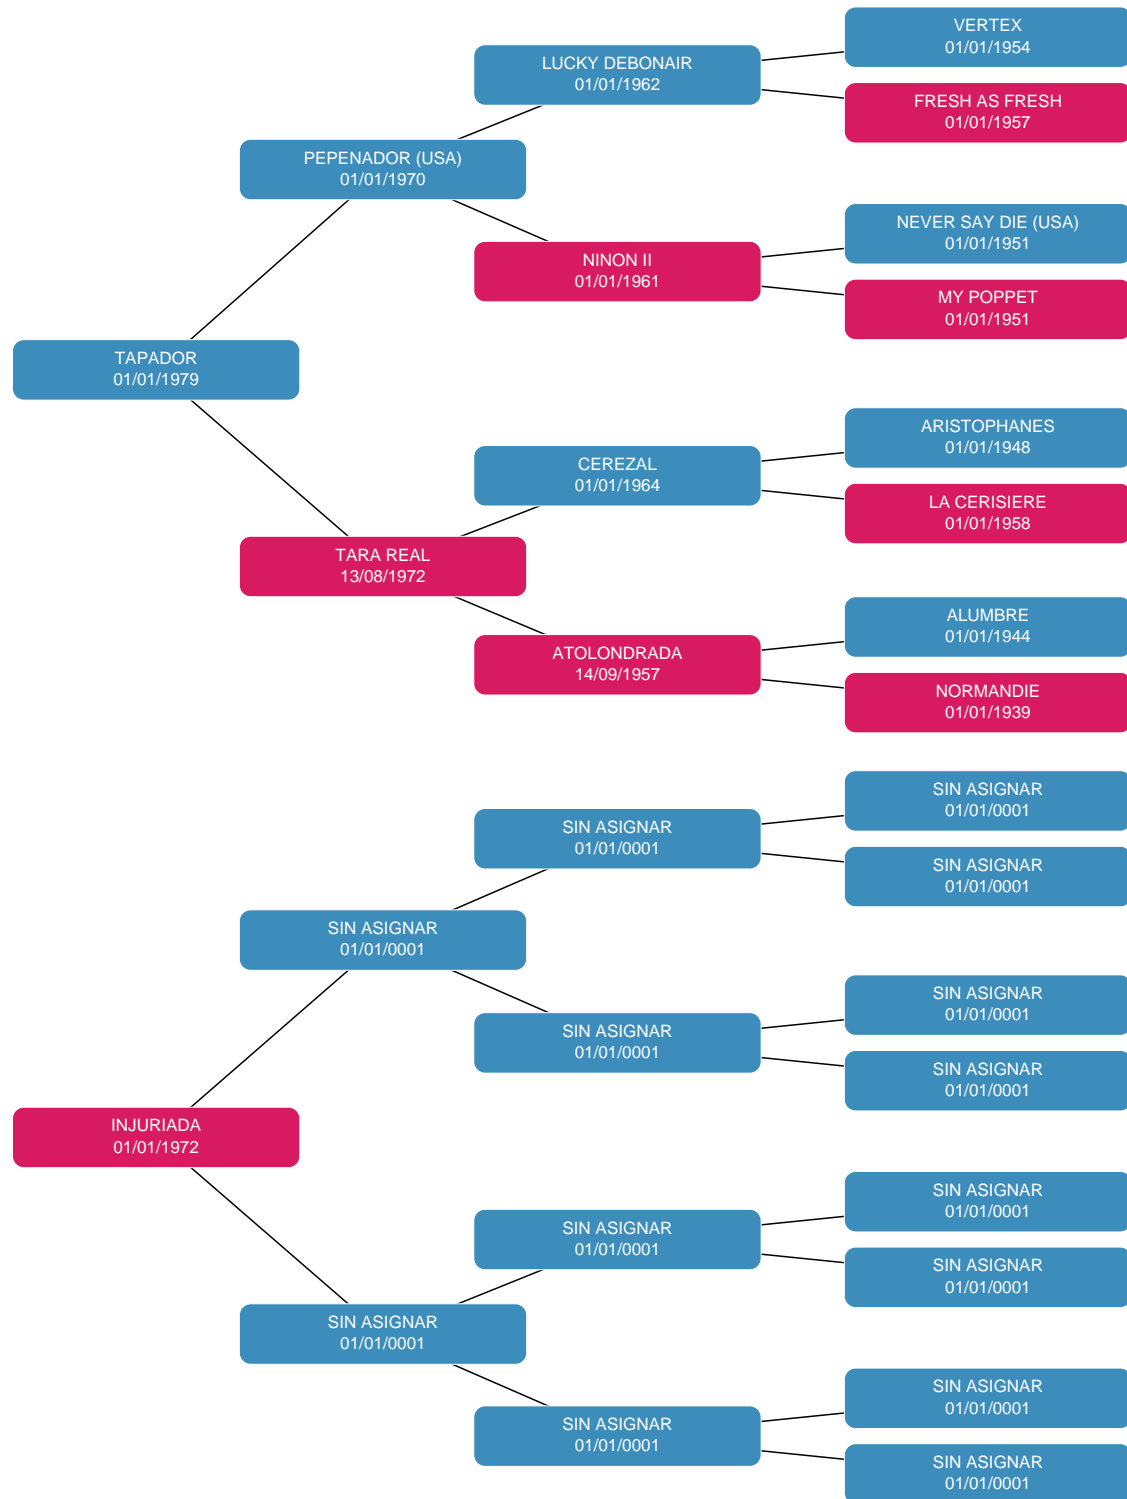 VERTEX
01/01/1954
LUCKY DEBONAIR
01/01/1962
FRESH AS FRESH
01/01/1957
PEPENADOR (USA)
01/01/1970
NEVER SAY DIE (USA)
01/01/1951
NINON II
01/01/1961
MY POPPET
01/01/1951
TAPADOR
01/01/1979
ARISTOPHANES
01/01/1948
CEREZAL
01/01/1964
LA CERISIERE
01/01/1958
TARA REAL
13/08/1972
ALUMBRE
01/01/1944
ATOLONDRADA
14/09/1957
NORMANDIE
01/01/1939
SIN ASIGNAR
01/01/0001
SIN ASIGNAR
01/01/0001
SIN ASIGNAR
01/01/0001
SIN ASIGNAR
01/01/0001
SIN ASIGNAR
01/01/0001
SIN ASIGNAR
01/01/0001
SIN ASIGNAR
01/01/0001
INJURIADA
01/01/1972
SIN ASIGNAR
01/01/0001
SIN ASIGNAR
01/01/0001
SIN ASIGNAR
01/01/0001
SIN ASIGNAR
01/01/0001
SIN ASIGNAR
01/01/0001
SIN ASIGNAR
01/01/0001
SIN ASIGNAR
01/01/0001